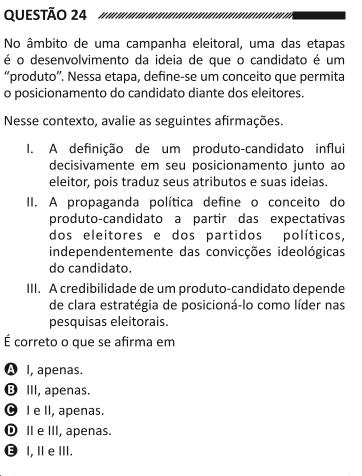 QUESTÃO 24
No âmbito de uma campanha eleitoral, uma das etapas
é o desenvolvimento da ideia de que o candidato é um
“produto”. Nessa etapa, define-se um conceito que permita
o posicionamento do candidato diante dos eleitores.
Nesse contexto, avalie as seguintes afirmações.
I. A definição de um produto-candidato influi
decisivamente em seu posicionamento junto ao
eleitor, pois traduz seus atributos e suas ideias.
II. A propaganda política define o conceito do
produto-candidato a partir das expectativas
dos eleitores e dos partidos políticos,
independentemente das convicções ideológicas
do candidato.
III. A credibilidade de um produto-candidato depende
de clara estratégia de posicioná-lo como líder nas
pesquisas eleitorais.
É correto o que se afirma em
A I, apenas.
B III, apenas.
C I e II, apenas.
D II e III, apenas.
E I, II e III.